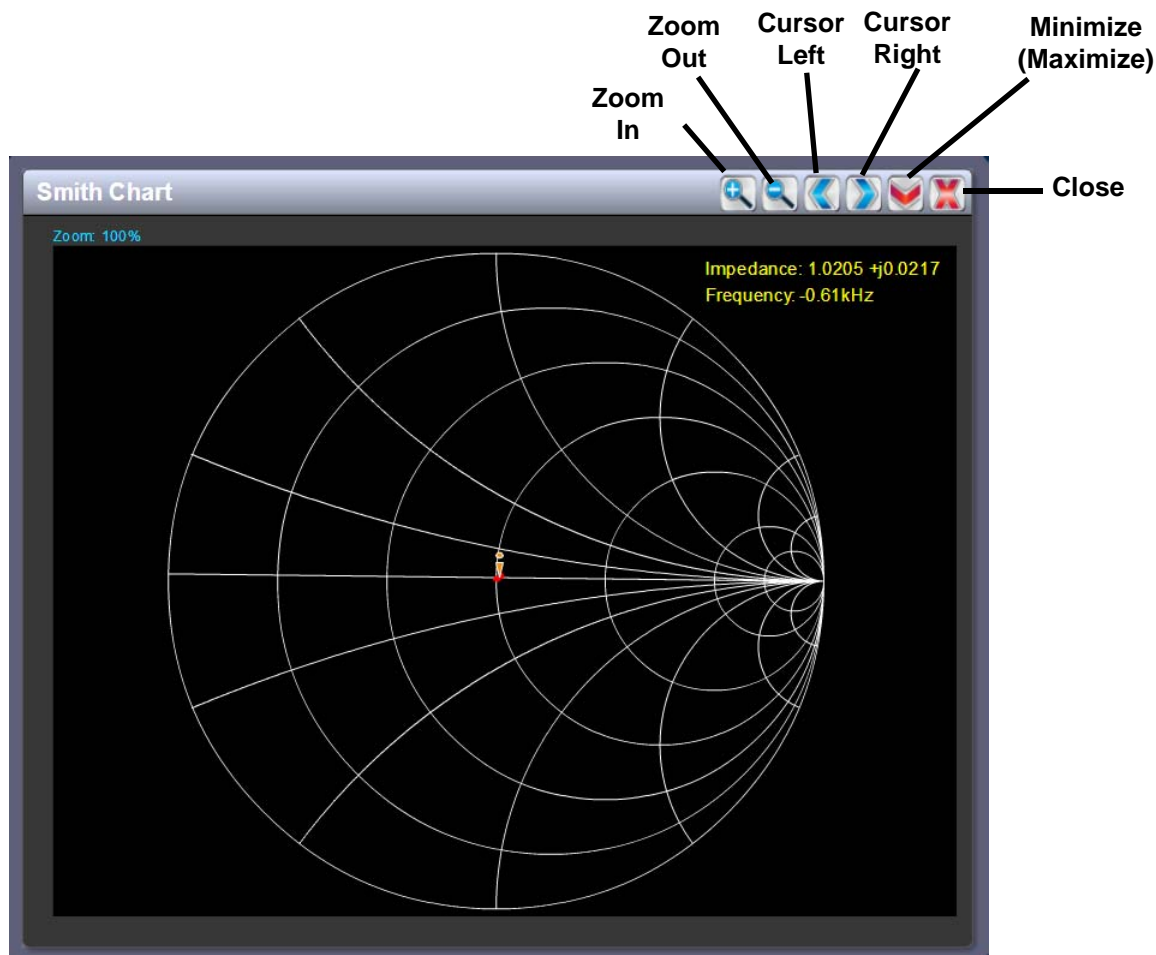 Zoom
Out
Cursor
Left
Cursor
Right
Minimize
(Maximize)
Zoom
In
Close
Smith Chart
Zoom: 100%
Impedance: 1.0205 +j0.0217
Frequency: -0.61kHz